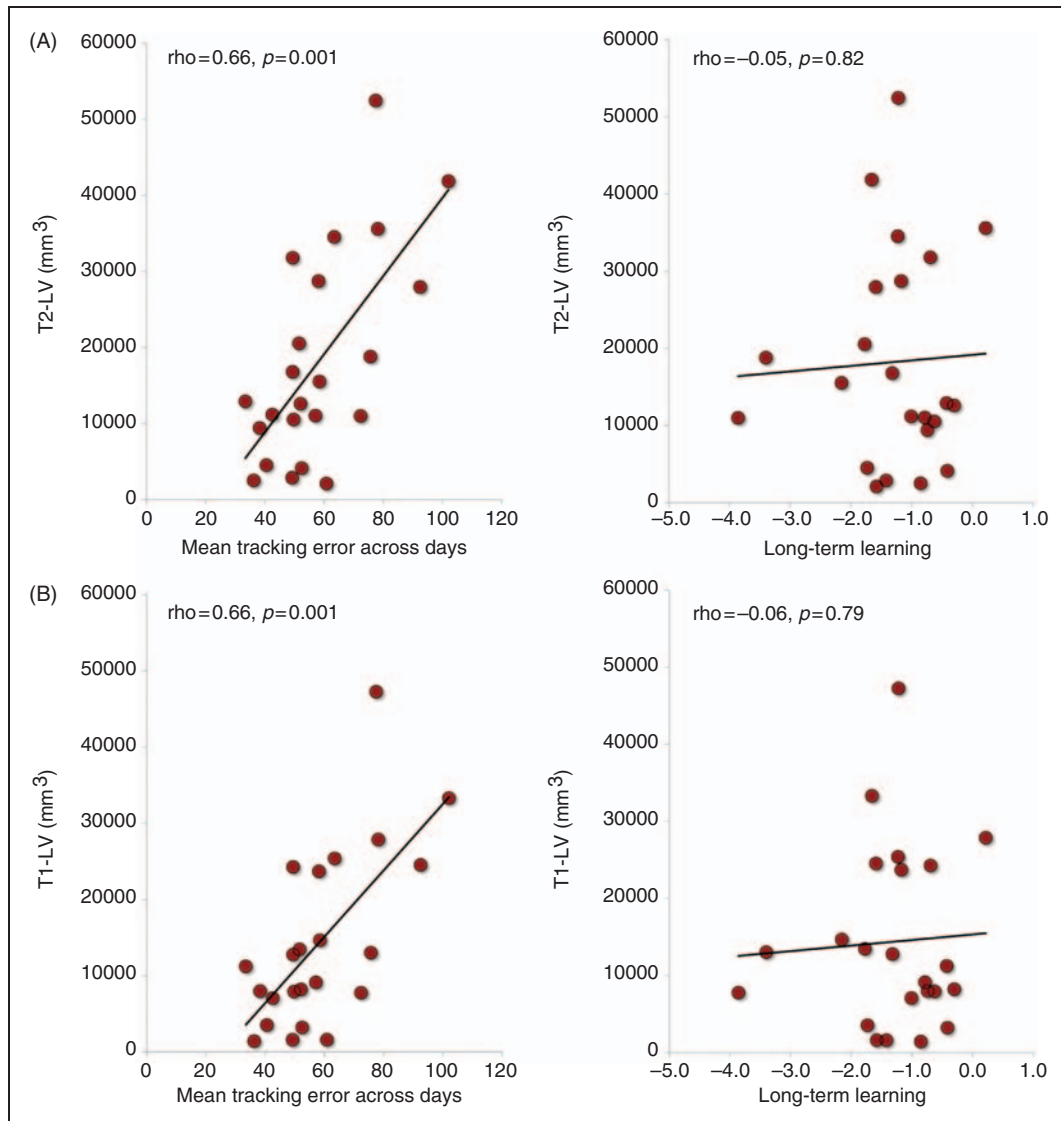 (A)
60000
50000
40000
30000
20000
10000
0
T2-LV (mm³)
rho=0.66, p=0.001
0 20 40 60 80 100 120
Mean tracking error across days
60000
50000
40000
30000
20000
10000
0
T2-LV (mm³)
rho=–0.05, p=0.82
–5.0 –4.0 –3.0 –2.0 –1.0 0.0 1.0
Long-term learning
(B)
60000
50000
40000
30000
20000
10000
0
T1-LV (mm³)
rho=0.66, p=0.001
0 20 40 60 80 100 120
Mean tracking error across days
60000
50000
40000
30000
20000
10000
0
T1-LV (mm³)
rho=–0.06, p=0.79
–5.0 –4.0 –3.0 –2.0 –1.0 0.0 1.0
Long-term learning